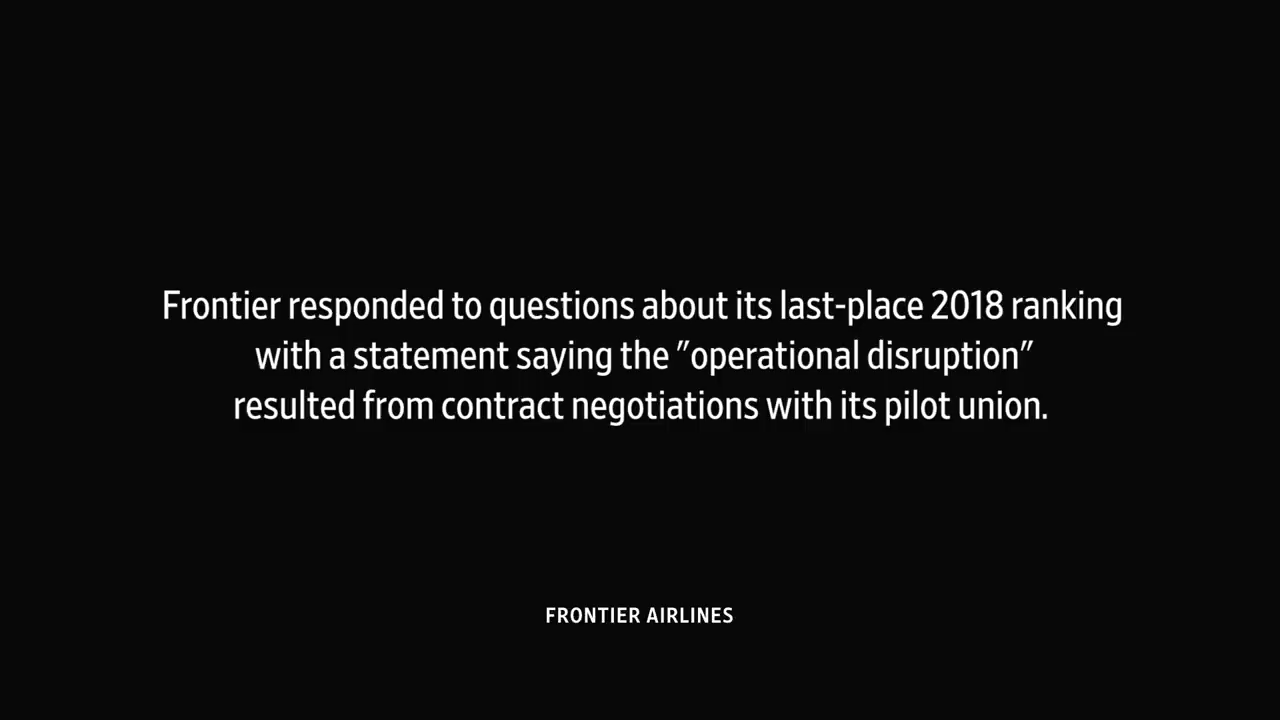 Frontier responded to questions about its last-place 2018 ranking
with a statement saying the "operational disruption"
resulted from contract negotiations with its pilot union.
FRONTIER AIRLINES